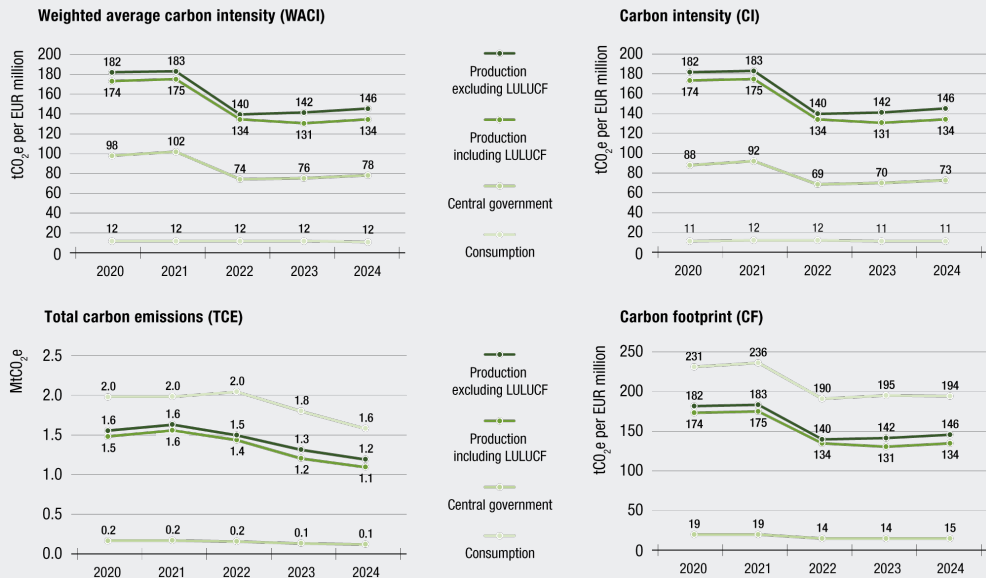 Weighted average carbon intensity (WACI)
tCO₂e per EUR million
200
180
160
140
120
100
80
60
40
20
0
182 183 140 142 146
174 175 134 131 134
98 102 74 76 78
12 12 12 12 12
2020 2021 2022 2023 2024
Production
excluding LULUCF
Production
including LULUCF
Central government
Consumption
Carbon intensity (CI)
tCO₂e per EUR million
200
180
160
140
120
100
80
60
40
20
0
182 183 140 142 146
174 175 134 131 134
88 92 69 70 73
11 12 12 11 11
2020 2021 2022 2023 2024
Total carbon emissions (TCE)
MtCO₂e
2.5
2.0
1.5
1.0
0.5
0.0
2.0 2.0 2.0 1.8 1.6
1.6 1.6 1.5 1.3 1.2
1.5 1.6 1.4 1.2 1.1
0.2 0.2 0.2 0.1 0.1
2020 2021 2022 2023 2024
Production
excluding LULUCF
Production
including LULUCF
Central government
Consumption
Carbon footprint (CF)
tCO₂e per EUR million
250
200
150
100
50
0
231 236 190 195 194
182 183 140 142 146
174 175 134 131 134
19 19 14 14 15
2020 2021 2022 2023 2024